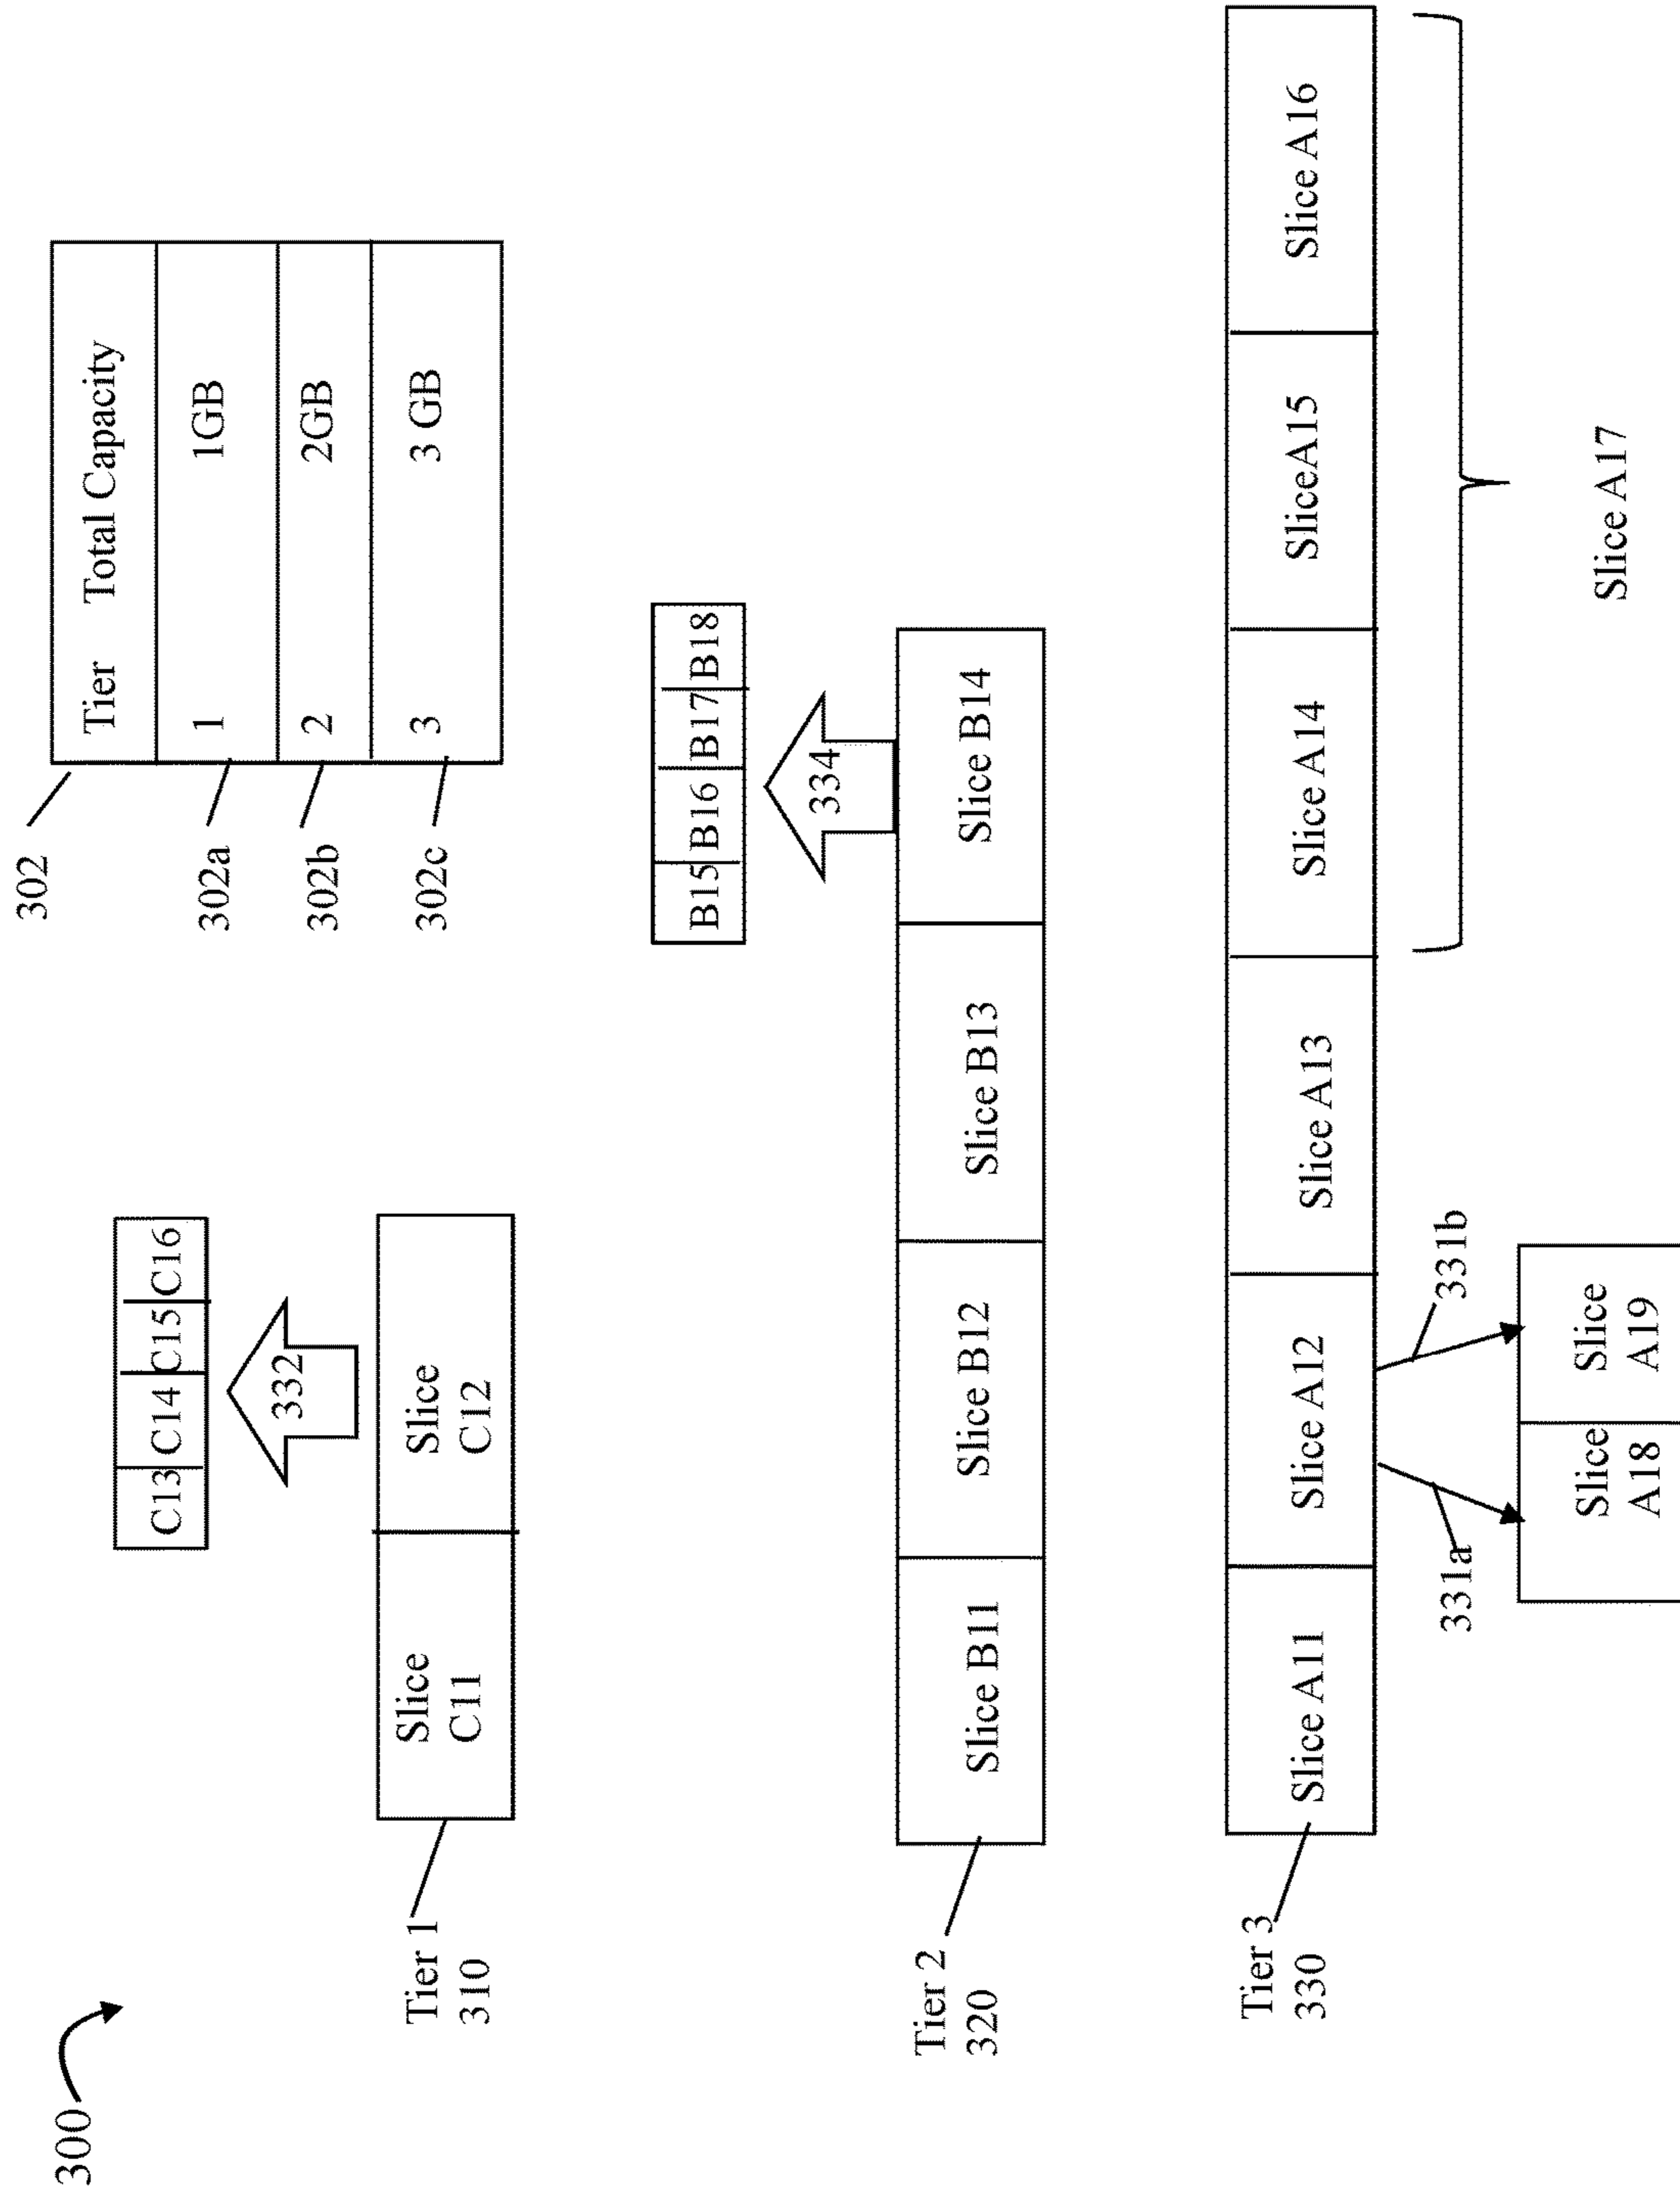 300
302
Tier Total Capacity
302a
1 1GB
302b
2 2GB
302c
3 3 GB
C13 C14 C15 C16
332
Tier 1
310
Slice
C11
Slice
C12
B15 B16 B17 B18
334
Tier 2
320
Slice B11
Slice B12
Slice B13
Slice B14
Tier 3
330
Slice A11
Slice A12
Slice A13
Slice A14
SliceA15
Slice A16
331a
331b
Slice
A18
Slice
A19
Slice A17